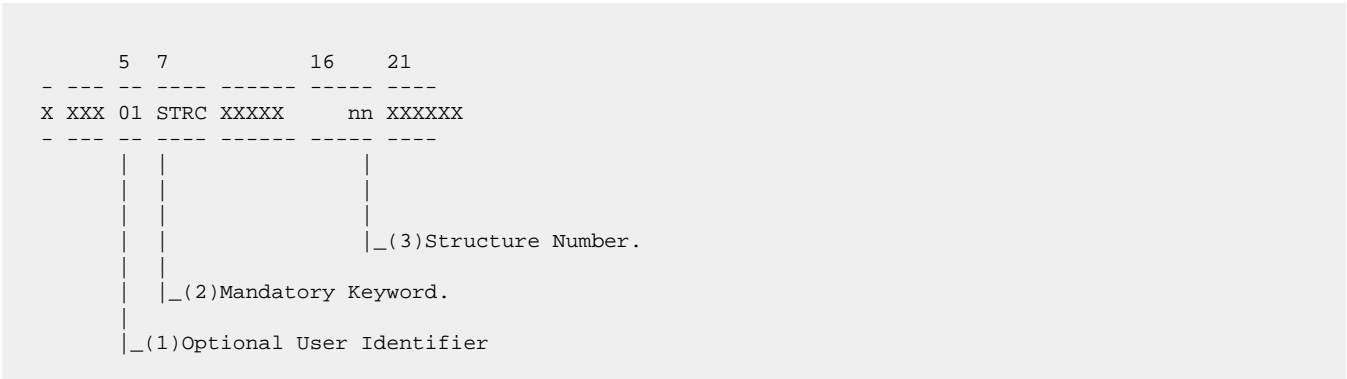 5  7           16    21
- --- -- ---- ------ ----- ----
X XXX 01 STRC XXXXX     nn XXXXXX
- --- -- ---- ------ ----- ----
      |  |               |
      |  |               |
      |  |               |
      |  |               |_(3)Structure Number.
      |  |
      |  |_(2)Mandatory Keyword.
      |
      |_(1)Optional User Identifier